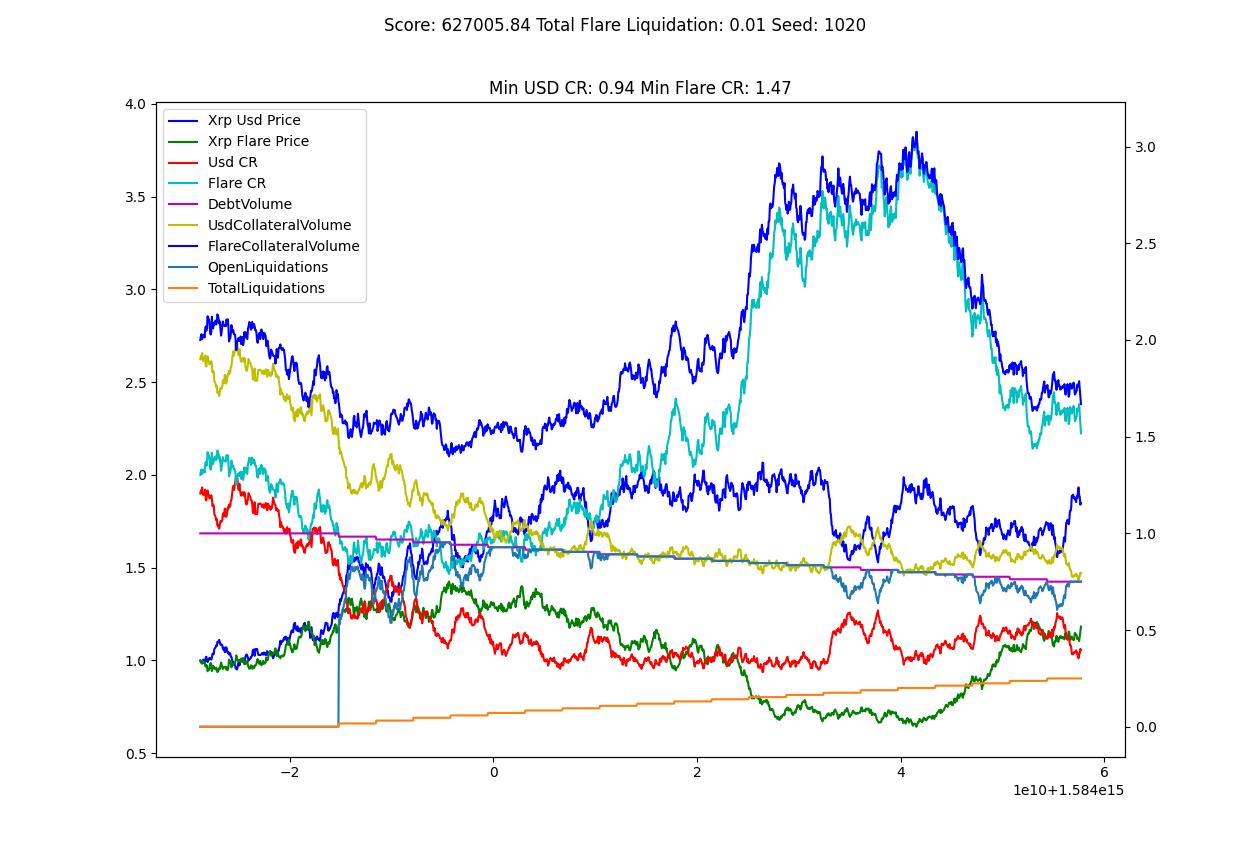 Score: 627005.84 Total Flare Liquidation: 0.01 Seed: 1020
Min USD CR: 0.94 Min Flare CR: 1.47
Xrp Usd Price
Xrp Flare Price
Usd CR
Flare CR
DebtVolume
UsdCollateralVolume
FlareCollateralVolume
OpenLiquidations
TotalLiquidations
4.0
3.5
3.0
2.5
2.0
1.5
1.0
0.5
3.0
2.5
2.0
1.5
1.0
0.5
0.0
−2 0 2 4 6
1e10+1.584e15